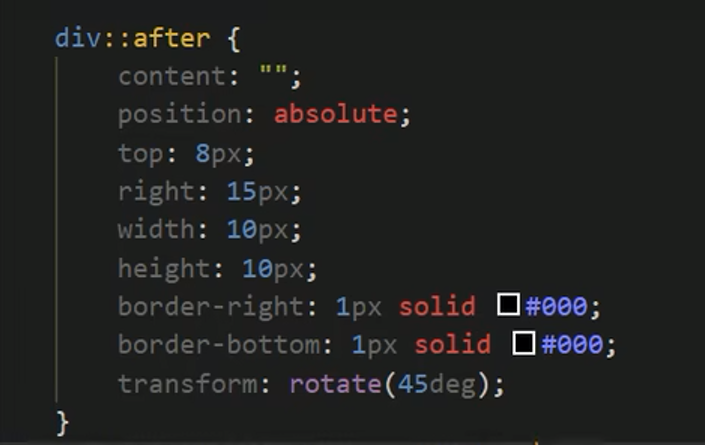 div::after {
content: "";
position: absolute;
top: 8px;
right: 15px;
width: 10px;
height: 10px;
border-right: 1px solid #000;
border-bottom: 1px solid #000;
transform: rotate(45deg);
}